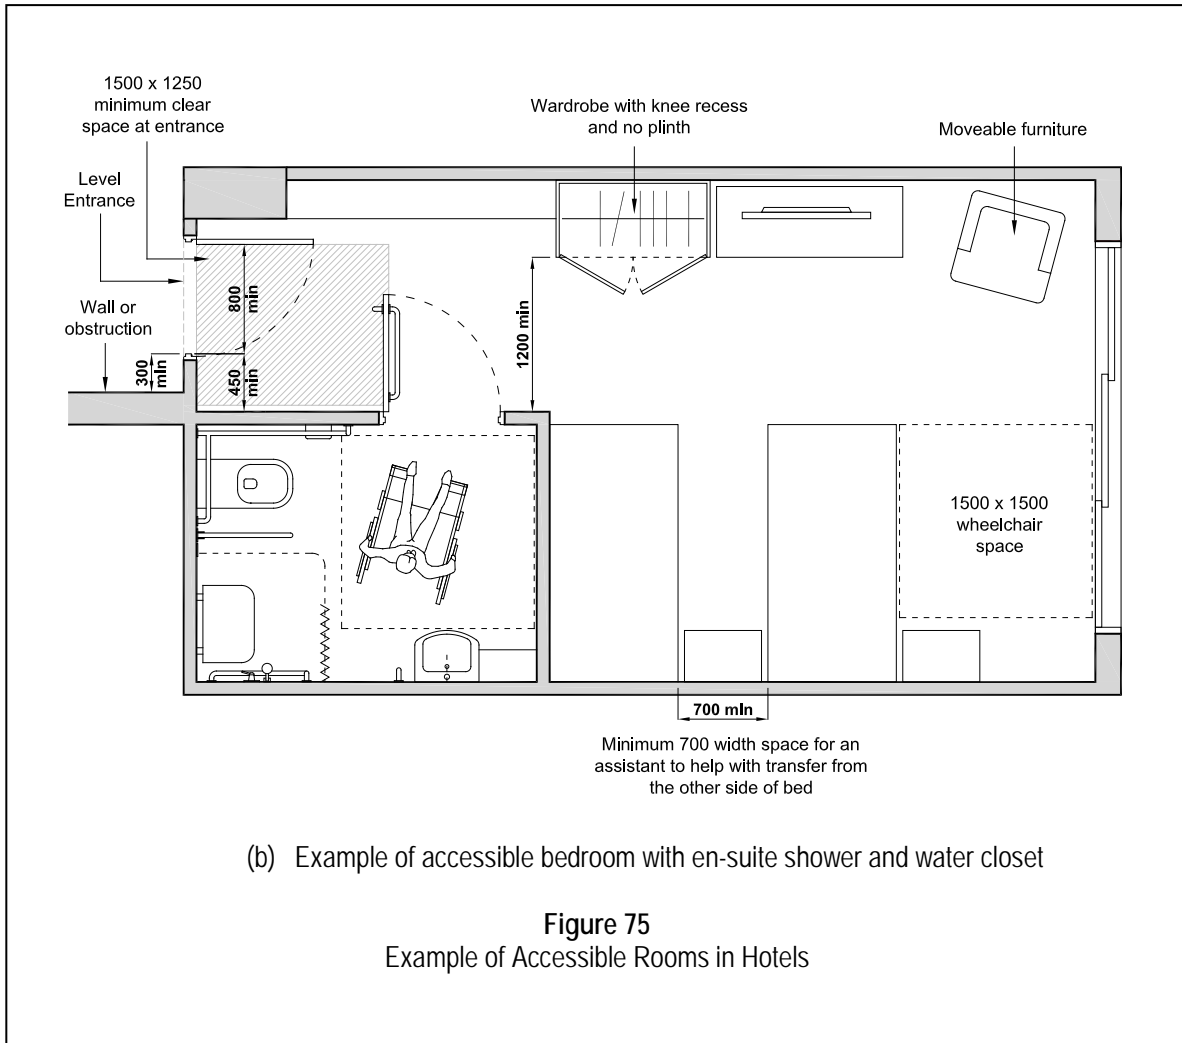 1500 x 1250
minimum clear
space at entrance
Wardrobe with knee recess
and no plinth
Moveable furniture
Level
Entrance
Wall or
obstruction
800
min
300
mln
450
min
1200 min
1500 x 1500
wheelchair
space
700 mln
Minimum 700 width space for an
assistant to help with transfer from
the other side of bed
(b) Example of accessible bedroom with en-suite shower and water closet
Figure 75
Example of Accessible Rooms in Hotels